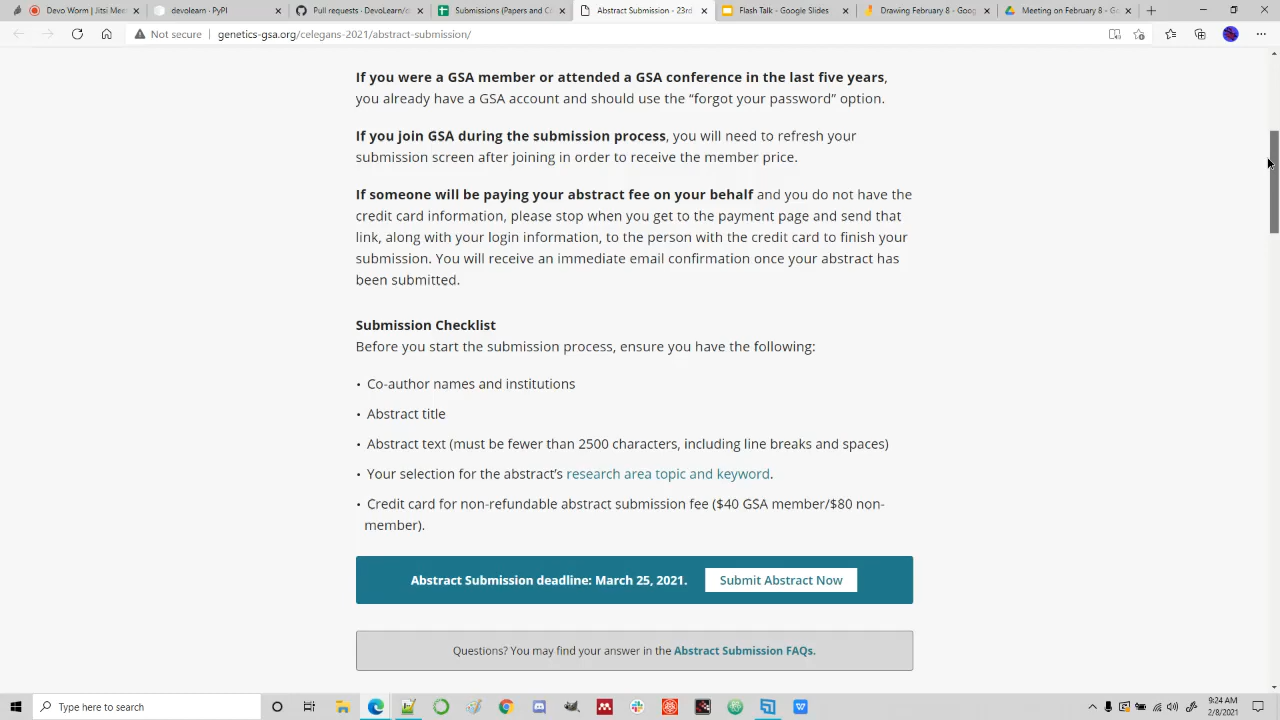 Devo Worm | Jitsi Mee
devolearn · PyPI
Pull requests · DevoLearn/d
Submissions (Papers and C
Abstract Submission - 23rd
Flash Talk - Google Slides
Drawing February 8 - Goog
Meeting on February 8 - G
Not secure | genetics-gsa.org/celegans-2021/abstract-submission/
If you were a GSA member or attended a GSA conference in the last five years,
you already have a GSA account and should use the “forgot your password” option.
If you join GSA during the submission process, you will need to refresh your
submission screen after joining in order to receive the member price.
If someone will be paying your abstract fee on your behalf and you do not have the
credit card information, please stop when you get to the payment page and send that
link, along with your login information, to the person with the credit card to finish your
submission. You will receive an immediate email confirmation once your abstract has
been submitted.
Submission Checklist
Before you start the submission process, ensure you have the following:
• Co-author names and institutions
• Abstract title
• Abstract text (must be fewer than 2500 characters, including line breaks and spaces)
• Your selection for the abstract’s research area topic and keyword.
• Credit card for non-refundable abstract submission fee ($40 GSA member/$80 non-
member).
Abstract Submission deadline: March 25, 2021. Submit Abstract Now
Questions? You may find your answer in the Abstract Submission FAQs.
Type here to search
9:24 AM
2/8/2021